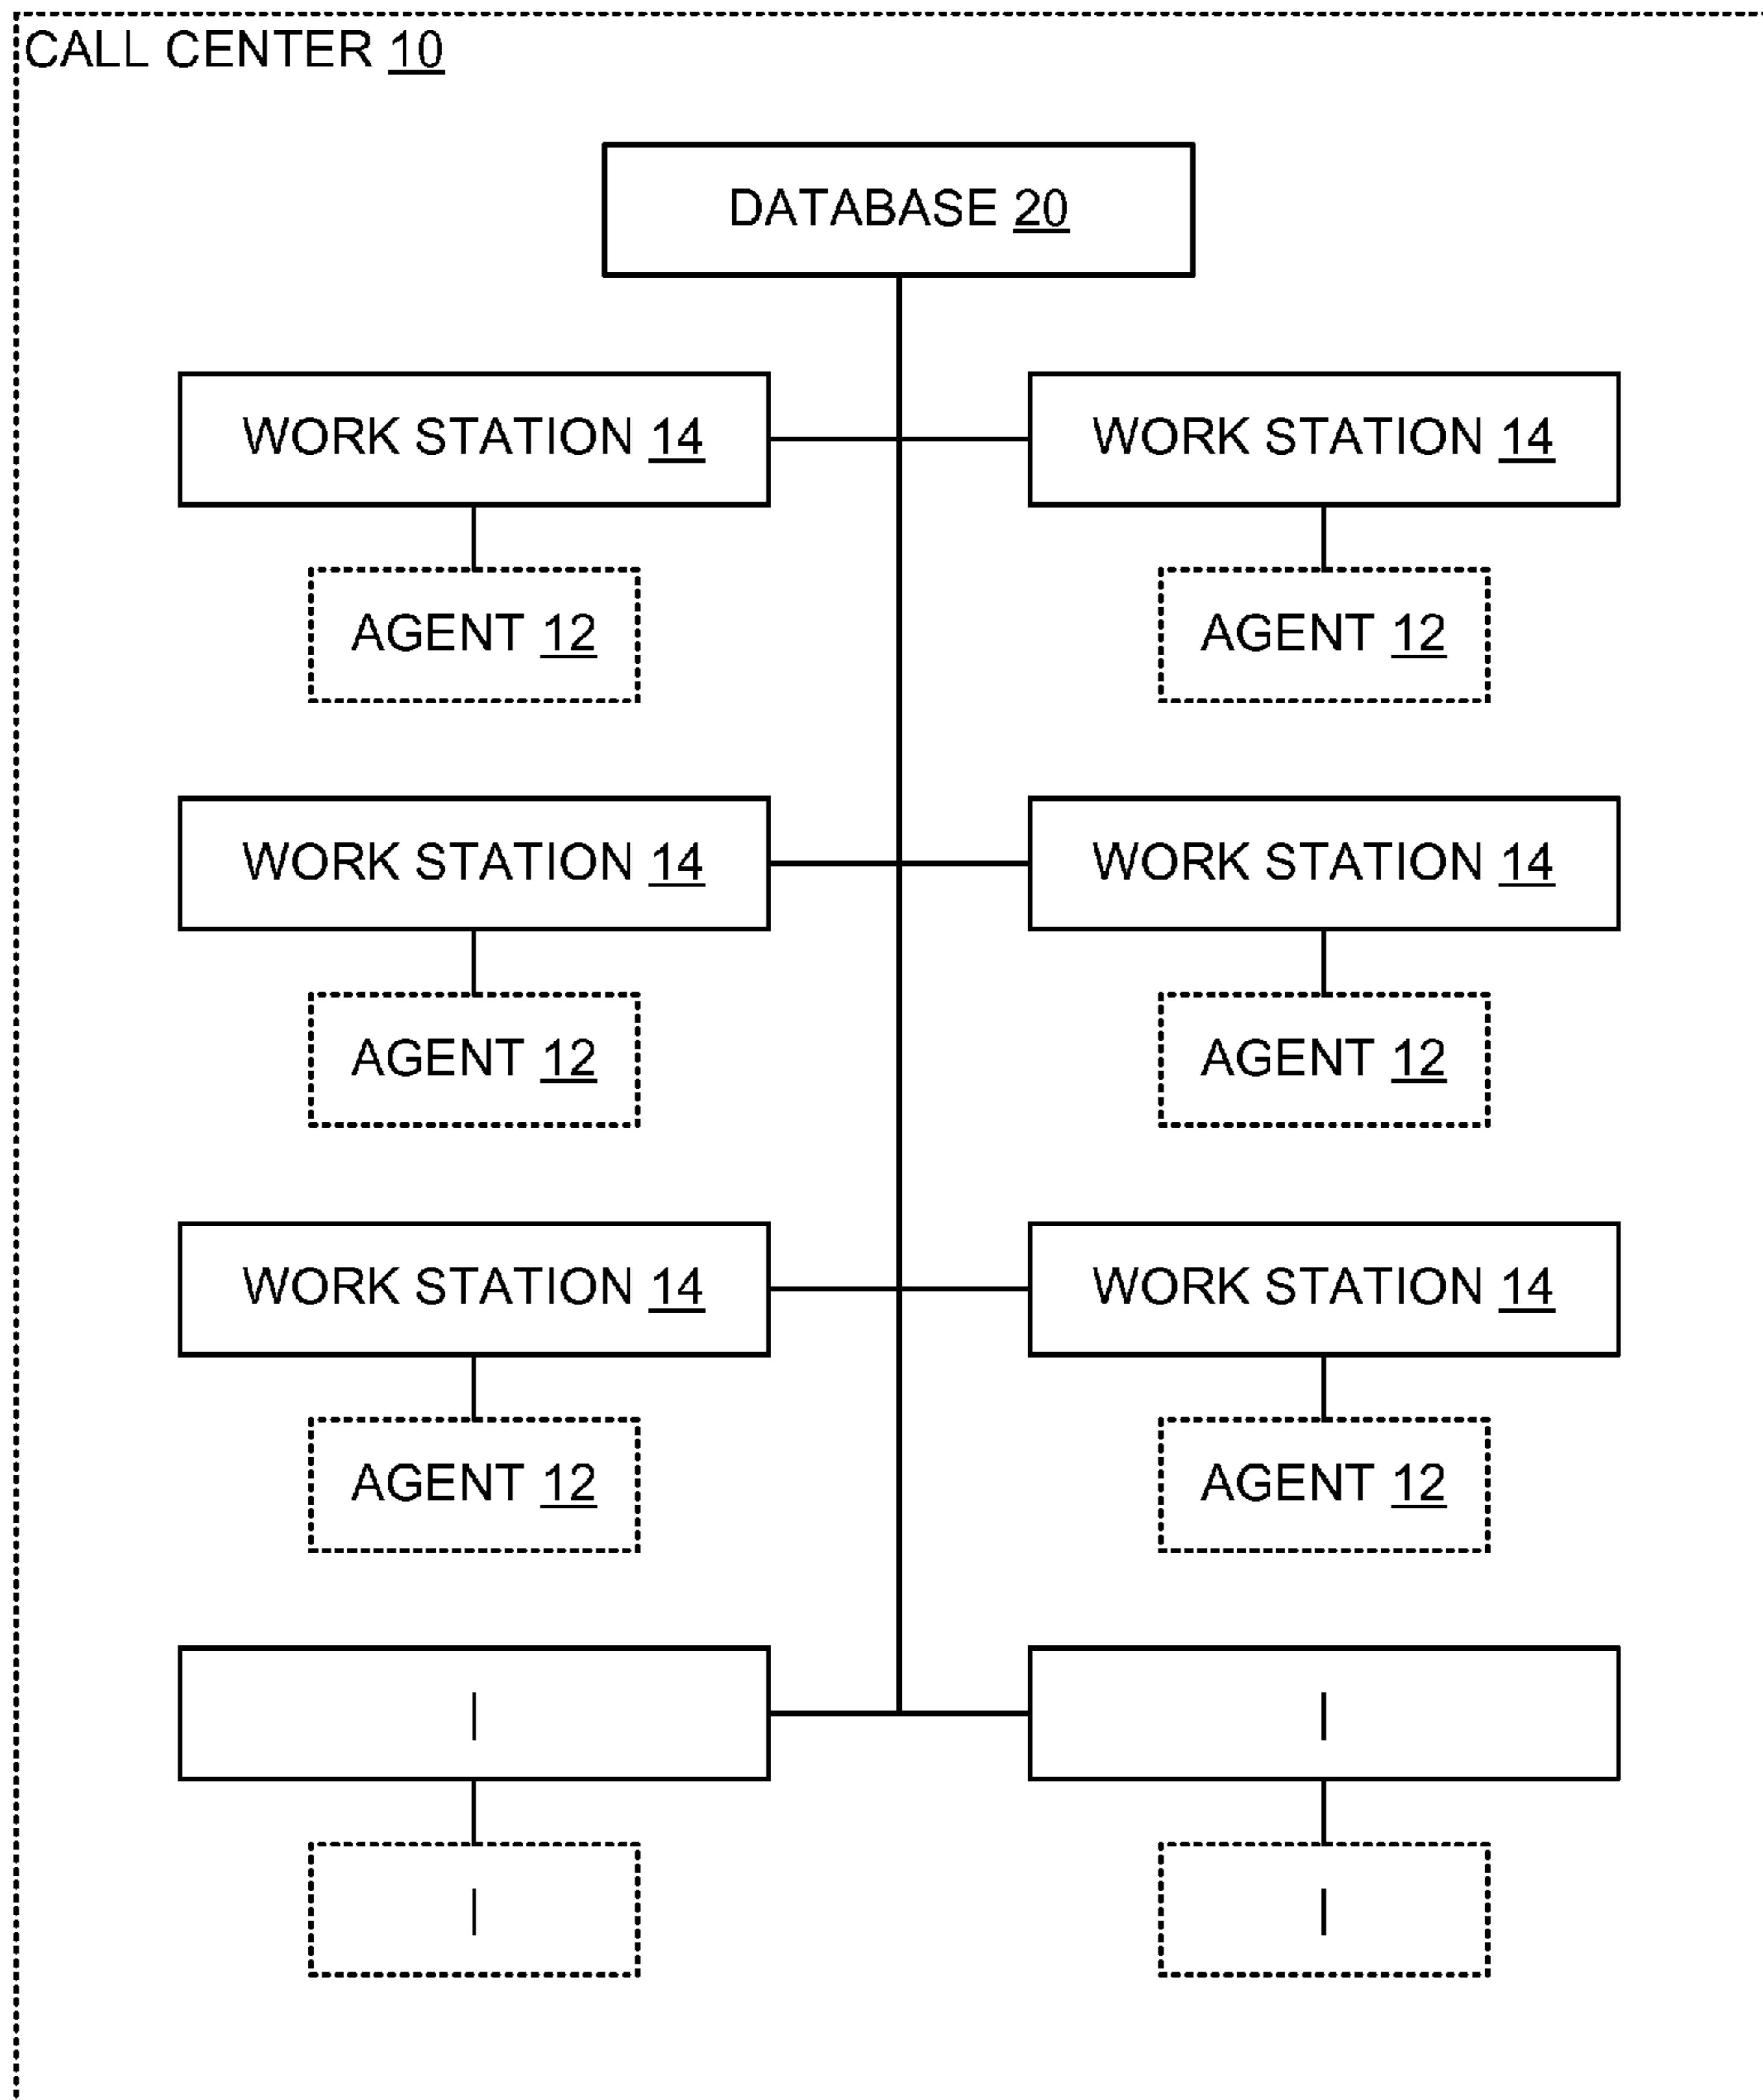 CALL CENTER 10
DATABASE 20
WORK STATION 14 WORK STATION 14
AGENT 12 AGENT 12
WORK STATION 14 WORK STATION 14
AGENT 12 AGENT 12
WORK STATION 14 WORK STATION 14
AGENT 12 AGENT 12
| |
| |